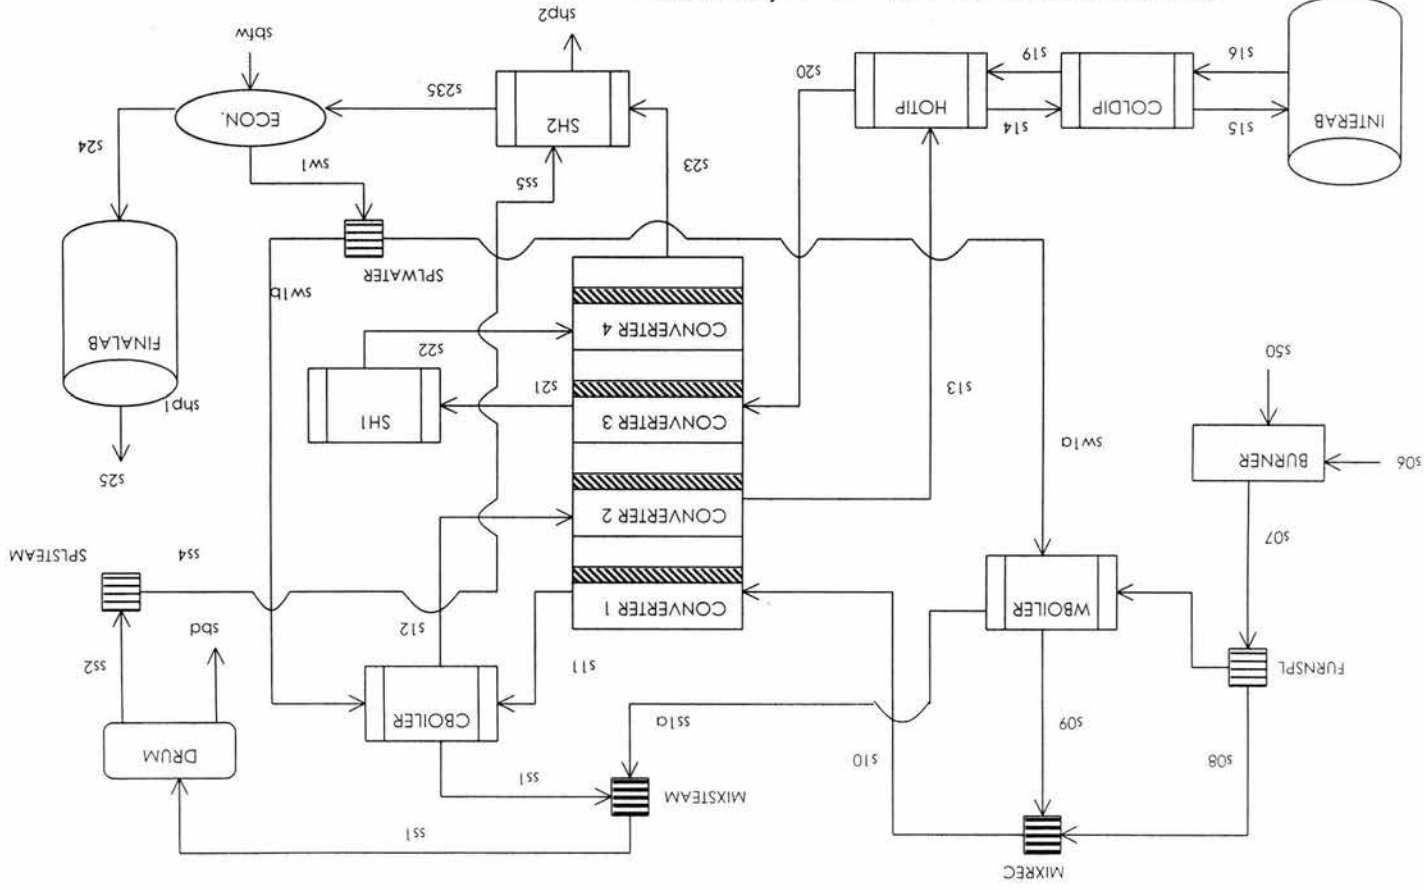 MIXREC
ss1
MIXSTEAM
ss1
s08
s10
DRUM
s09
ss1a
CBOILER
FURNSPL
s11
ss2
s12
sbd
WBOILER
CONVERTER 1
ss4
SPLSTEAM
s07
CONVERTER 2
s25
s06
BURNER
sw1a
CONVERTER 3
SH1
shp1
s13
s21
s50
s22
CONVERTER 4
FINALAB
sw1b
SPLWATER
ss5
s23
sw1
s24
INTERAB
s15
s14
SH2
ECON.
COLDIP
HOTIP
s235
s16
s19
s20
sbfw
shp2